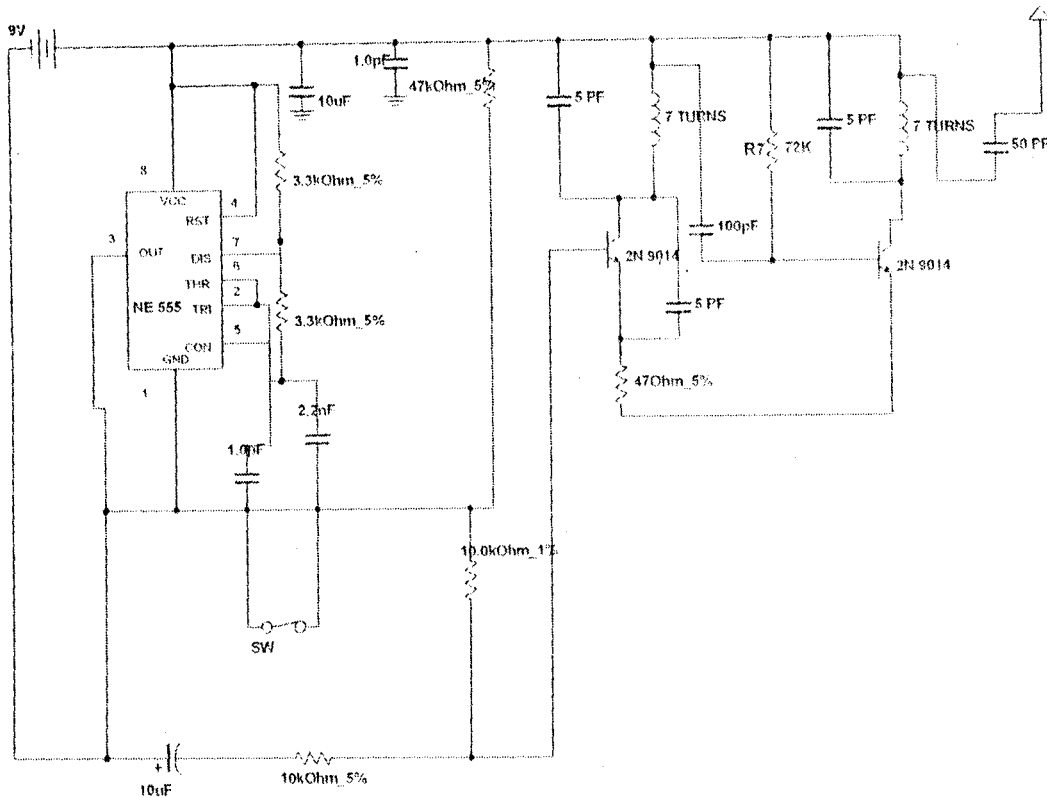 9V
1.0pF
10uF
47kOhm_5%
5 PF
7 TURNS
R7 72K
5 PF
7 TURNS
50 PF
3.3kOhm_5%
8
VCC
4
RST
3
OUT
7
DIS
6
THR
2
TRI
NE 555
5
CON
GND
1
3.3kOhm_5%
100pF
2N 9014
2N 9014
5 PF
47Ohm_5%
2.2nF
10.0kOhm_1%
SW
10uF
10kOhm_5%